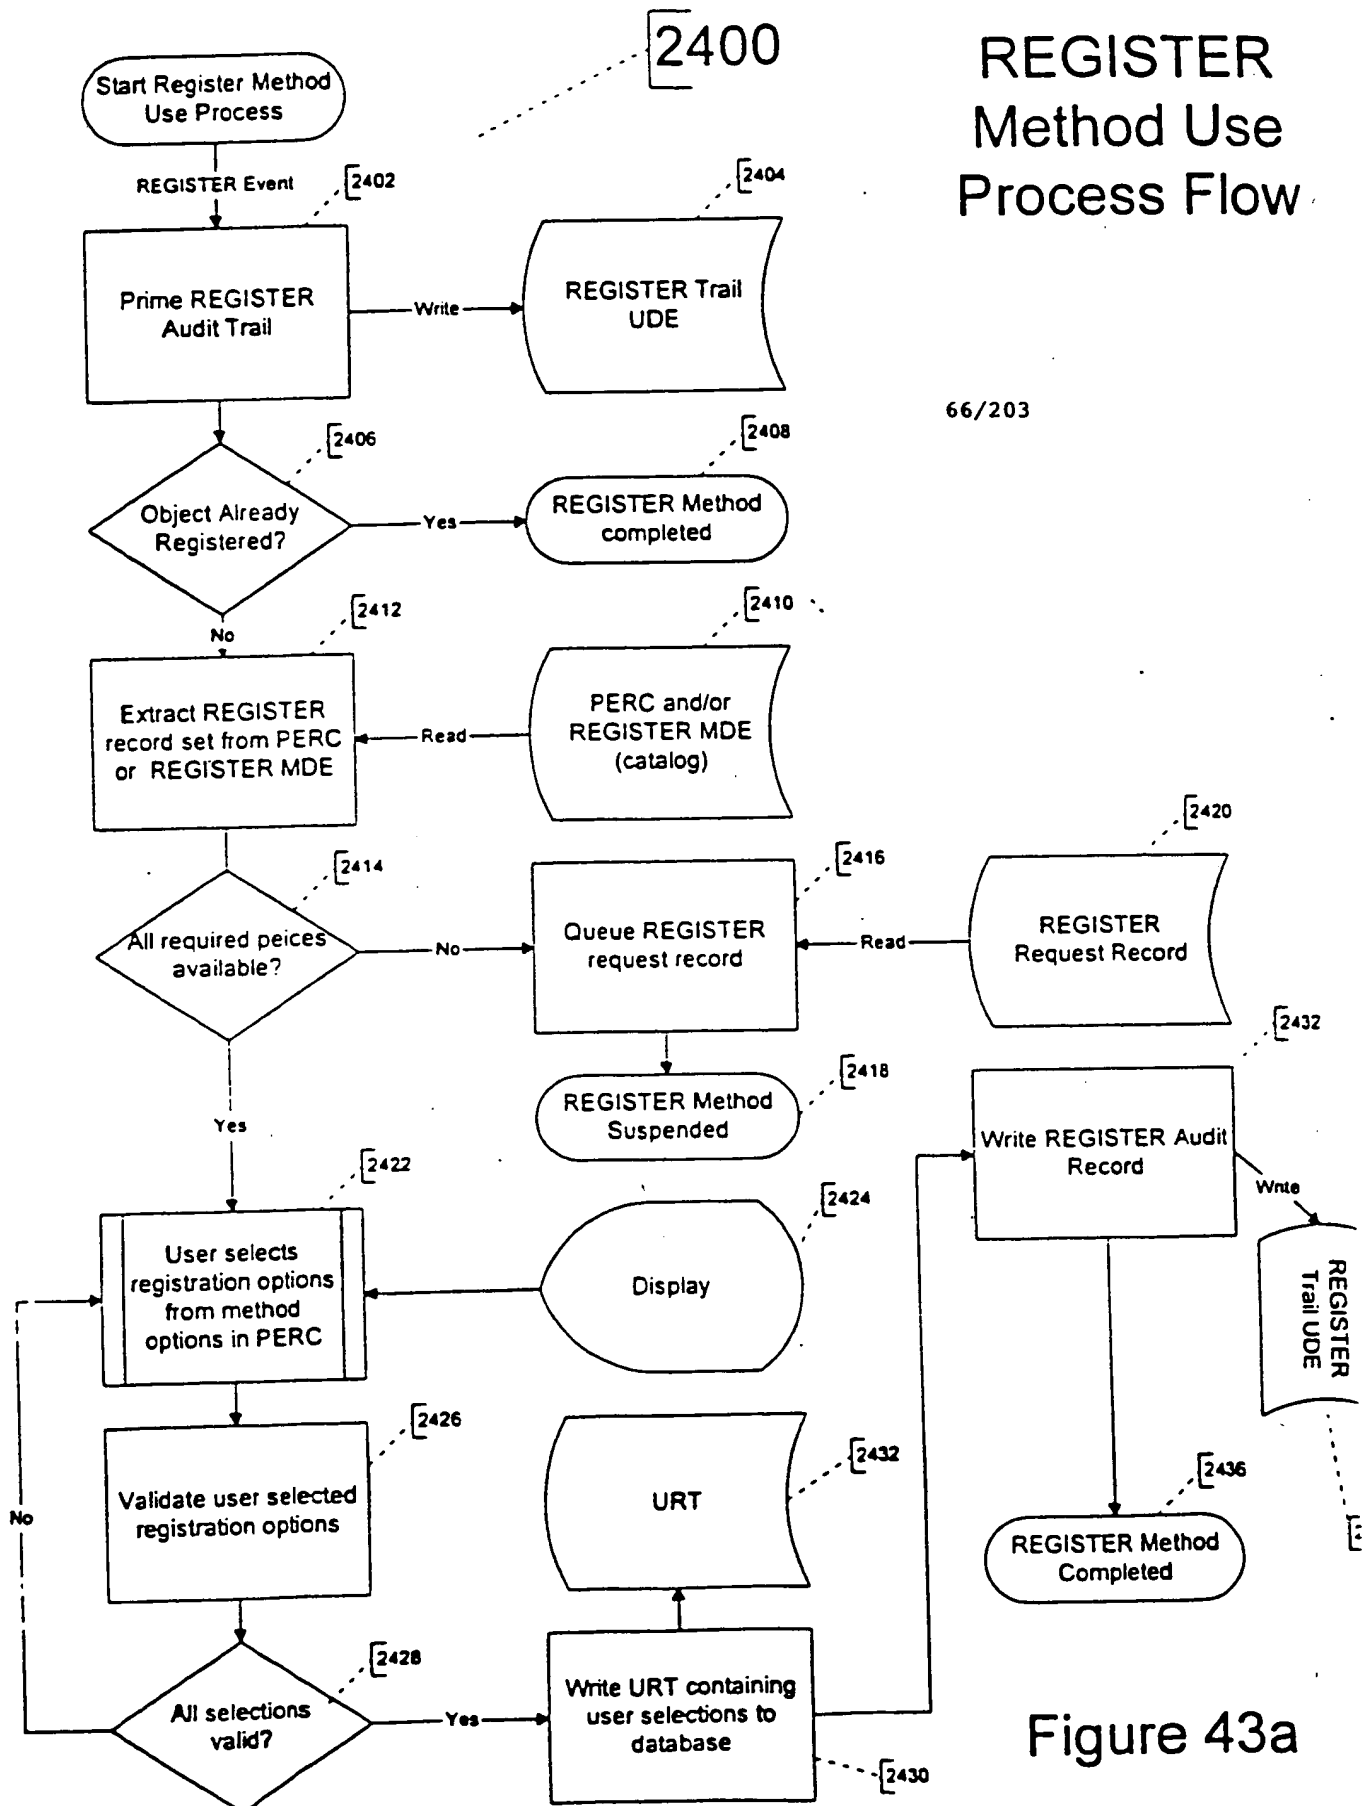 2400
REGISTER
Method Use
Process Flow
Start Register Method
Use Process
REGISTER Event
2402
2404
Prime REGISTER
Audit Trail
Write
REGISTER Trail
UDE
66/203
2406
2408
Object Already
Registered?
Yes
REGISTER Method
completed
No
2412
2410
Extract REGISTER
record set from PERC
or REGISTER MDE
Read
PERC and/or
REGISTER MDE
(catalog)
2420
2414
2416
All required peices
available?
No
Queue REGISTER
request record
Read
REGISTER
Request Record
2432
2418
REGISTER Method
Suspended
Yes
Write REGISTER Audit
Record
Write
2422
2424
User selects
registration options
from method
options in PERC
Display
REGISTER
Trail UDE
2426
2432
2436
No
Validate user selected
registration options
URT
REGISTER Method
Completed
2428
All selections
valid?
Yes
Write URT containing
user selections to
database
2430
Figure 43a